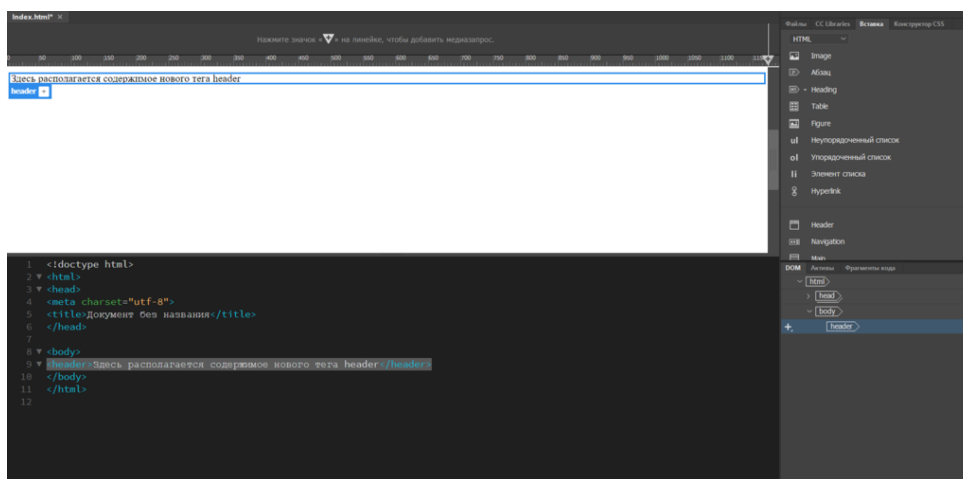 Index.html* ×
Файлы CC Libraries Вставка Конструктор CSS
Нажмите значок « » на линейке, чтобы добавить медиазапрос.
HTML
0 50 100 150 200 250 300 350 400 450 500 550 600 650 700 750 800 850 900 950 1000 1050 1100
Здесь располагается содержимое нового тега header
header +
Image
Абзац
Heading
Table
Figure
ul Неупорядоченный список
ol Упорядоченный список
li Элемент списка
Hyperlink
Header
Navigation
Main
1 <!doctype html>
2 <html>
3 <head>
4 <meta charset="utf-8">
5 <title>Документ без названия</title>
6 </head>
7
8 <body>
9 <header>Здесь располагается содержимое нового тега header</header>
10 </body>
11 </html>
12
DOM Активы Фрагменты кода
html
head
body
header